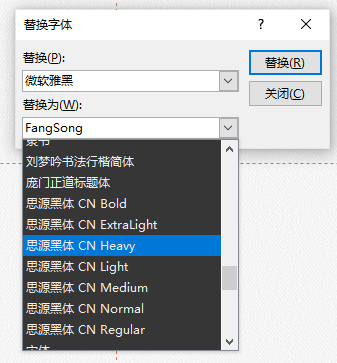 替换字体
?
替换(P):
替换(R)
微软雅黑
关闭(C)
替换为(W):
FangSong
隶书
刘梦吟书法行楷简体
庞门正道标题体
思源黑体 CN Bold
思源黑体 CN ExtraLight
思源黑体 CN Heavy
思源黑体 CN Light
思源黑体 CN Medium
思源黑体 CN Normal
思源黑体 CN Regular
宋体